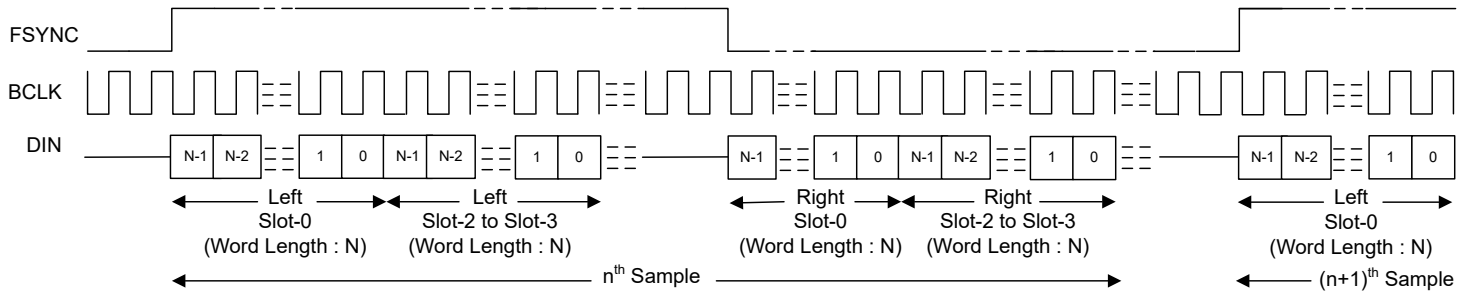 FSYNC
BCLK
DIN
N-1 N-2 1 0 N-1 N-2 1 0 N-1 1 0 N-1 N-2 1 0 N-1 N-2 1 0
Left Left Right Right Left
Slot-0 Slot-2 to Slot-3 Slot-0 Slot-2 to Slot-3 Slot-0
(Word Length : N) (Word Length : N) (Word Length : N) (Word Length : N) (Word Length : N)
nth Sample (n+1)th Sample